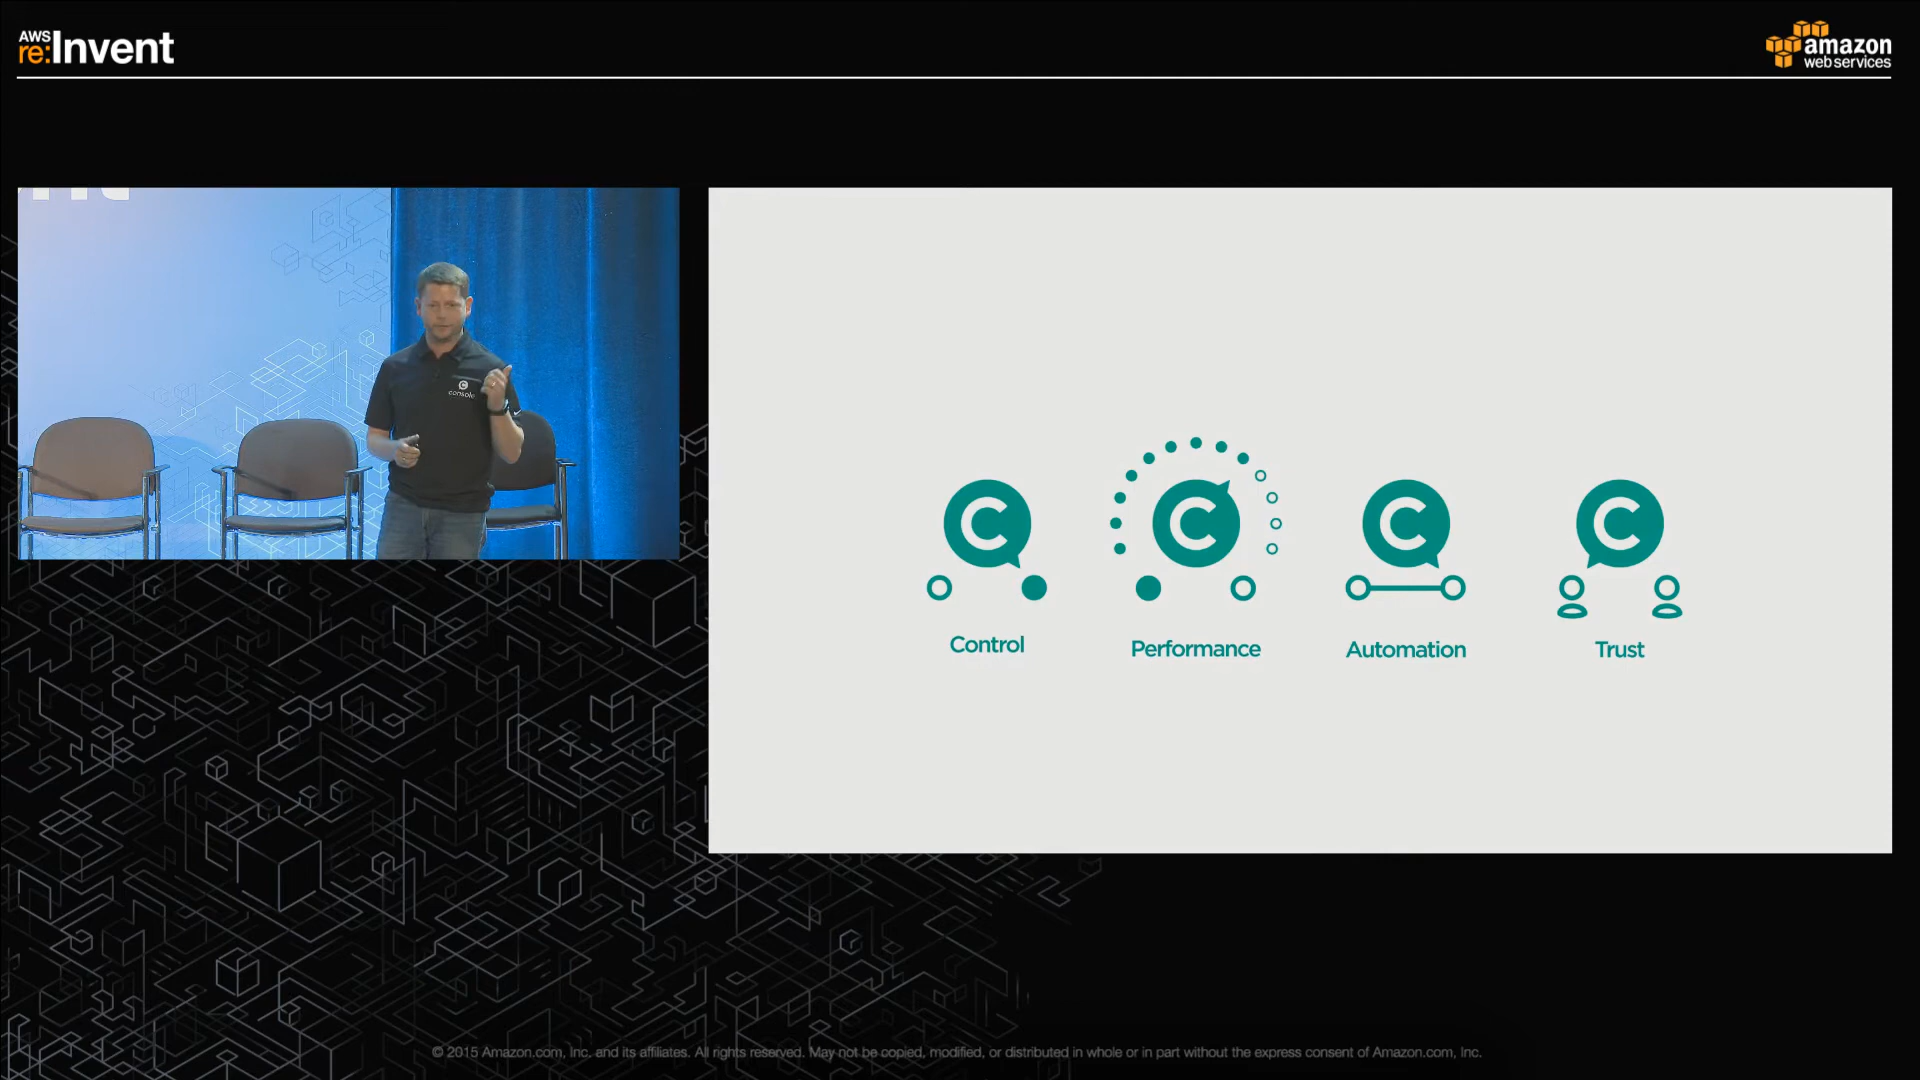 AWS
re:Invent
amazon
web services
console
C
C
C
C
Control
Performance
Automation
Trust
© 2015 Amazon.com, Inc. and its affiliates. All rights reserved. May not be copied, modified, or distributed in whole or in part without the express consent of Amazon.com, Inc.